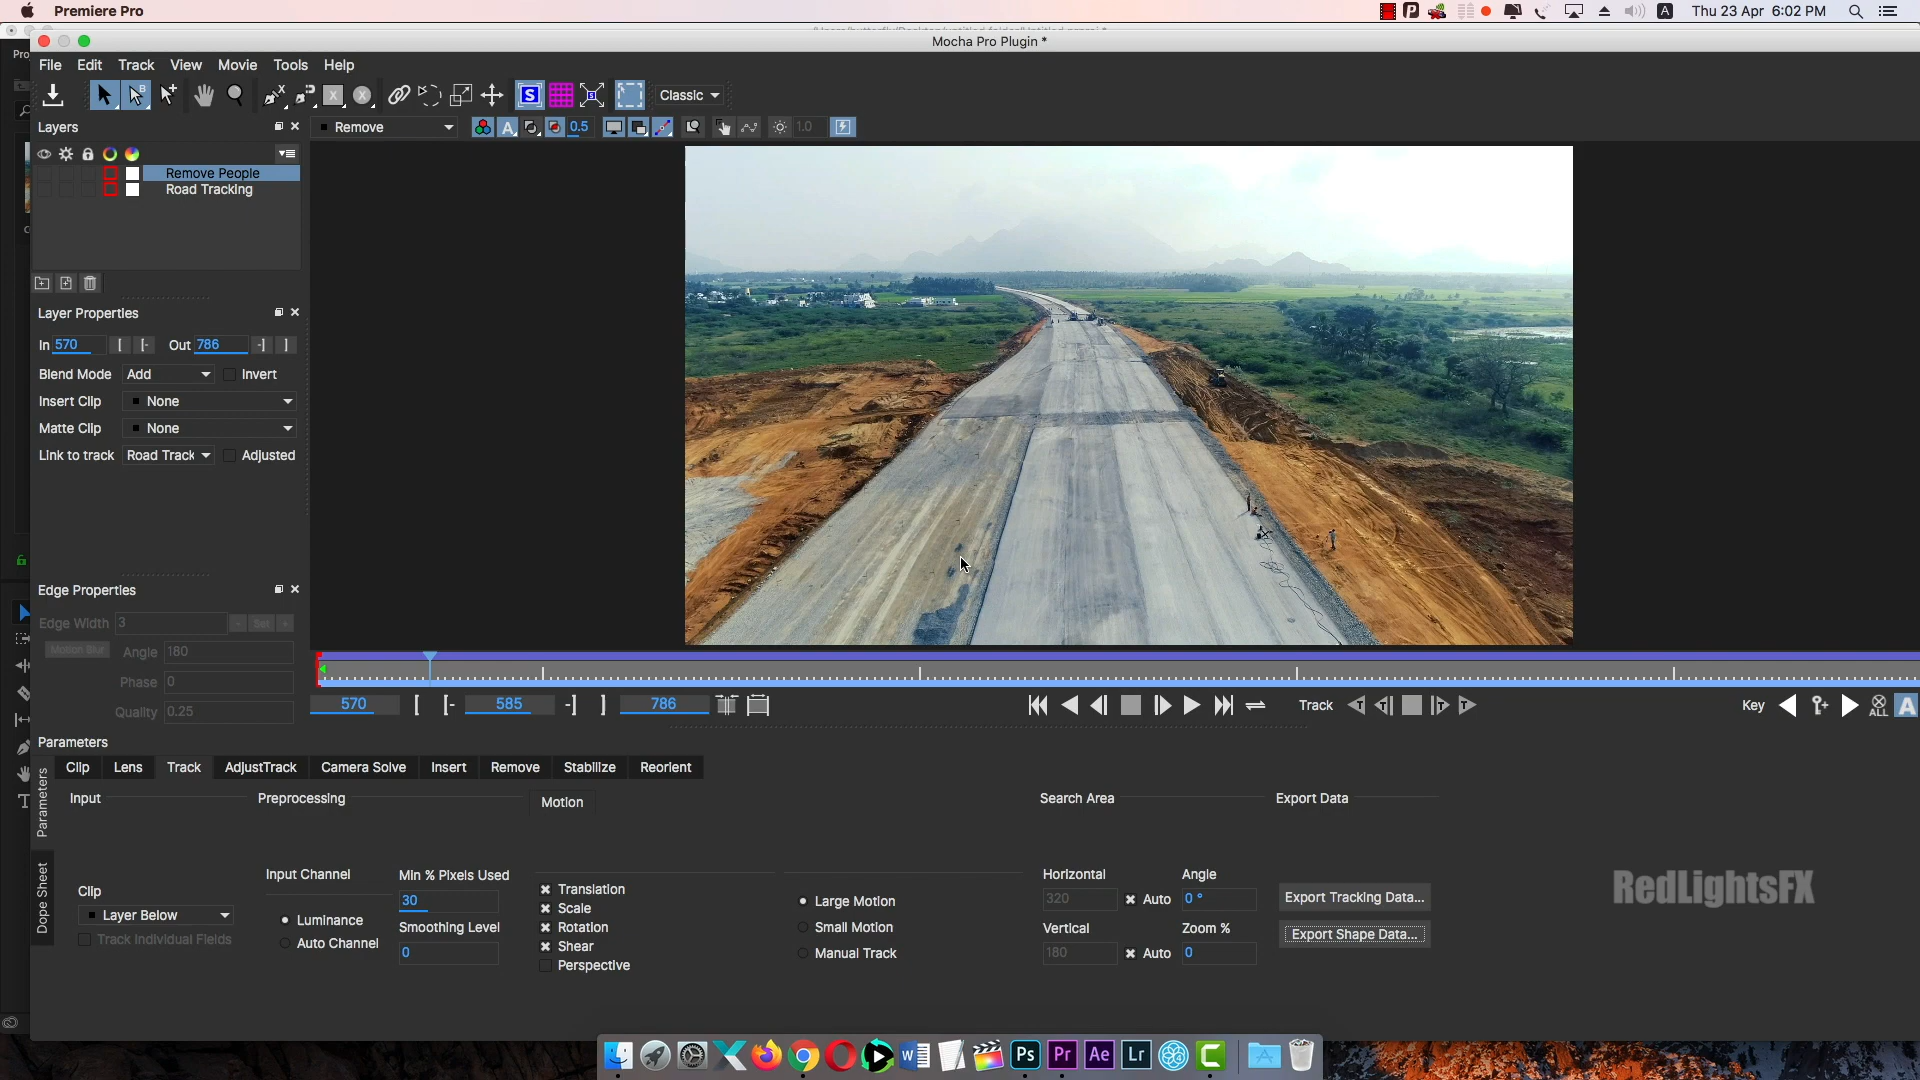 Premiere Pro
Thu 23 Apr 6:02 PM
Mocha Pro Plugin *
File Edit Track View Movie Tools Help
Classic
Layers
Remove
0.5
1.0
Remove People
Road Tracking
Layer Properties
In 570 Out 786
Blend Mode Add Invert
Insert Clip None
Matte Clip None
Link to track Road Track Adjusted
Edge Properties
Edge Width 3 Set
Motion Blur Angle 180
Phase 0
Quality 0.25
570 585 786
Track
Key
ALL
Parameters
Clip Lens Track AdjustTrack Camera Solve Insert Remove Stabilize Reorient
Parameters
Dope Sheet
Input
Preprocessing
Motion
Search Area
Export Data
Clip
Layer Below
Track Individual Fields
Input Channel
Luminance
Auto Channel
Min % Pixels Used
30
Smoothing Level
0
Translation
Scale
Rotation
Shear
Perspective
Large Motion
Small Motion
Manual Track
Horizontal
320 Auto
Vertical
180 Auto
Angle
0 °
Zoom %
0
Export Tracking Data...
Export Shape Data...
RedLightsFX
Ps Pr Ae Lr